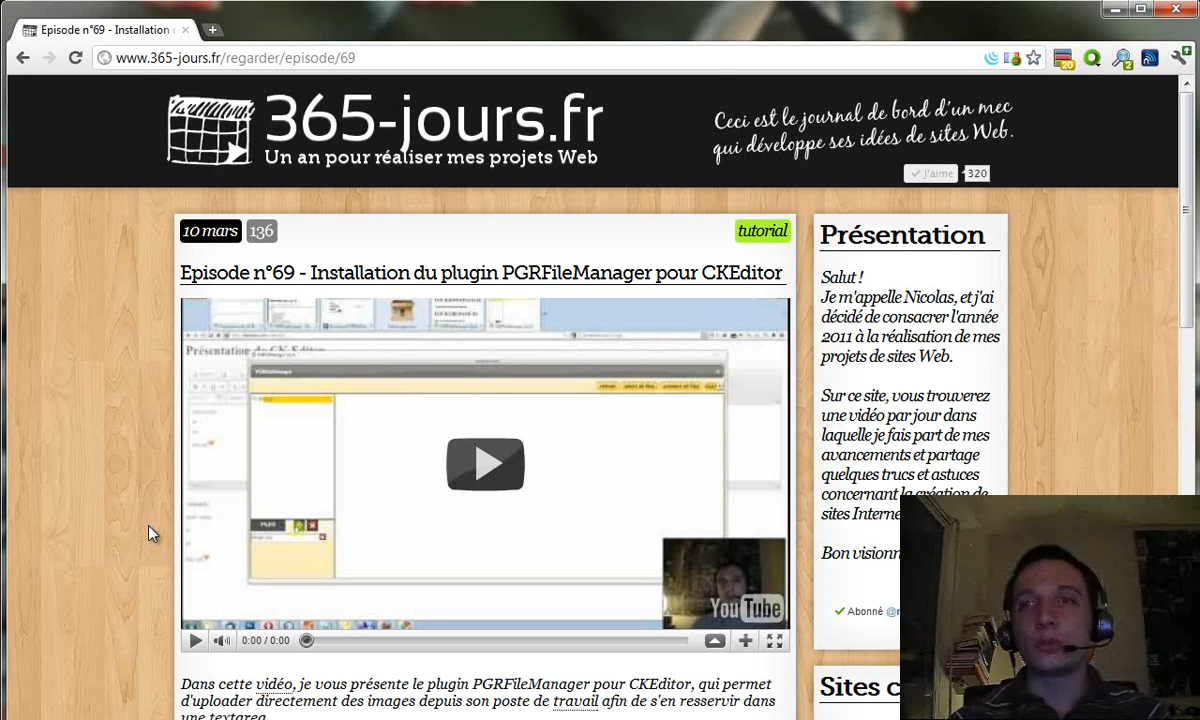 Episode n°69 - Installation
www.365-jours.fr/regarder/episode/69
20
2
365-jours.fr
Un an pour réaliser mes projets Web
Ceci est le journal de bord d'un mec
qui développe ses idées de sites Web.
J'aime
320
10 mars
136
tutorial
Episode n°69 - Installation du plugin PGRFileManager pour CKEditor
Présentation
YouTube
0:00 / 0:00
Dans cette vidéo, je vous présente le plugin PGRFileManager pour CKEditor, qui permet
d'uploader directement des images depuis son poste de travail afin de s'en resservir dans
une textarea
Présentation
Salut !
Je m'appelle Nicolas, et j'ai
décidé de consacrer l'année
2011 à la réalisation de mes
projets de sites Web.
Sur ce site, vous trouverez
une vidéo par jour dans
laquelle je fais part de mes
avancements et partage
quelques trucs et astuces
concernant la création de
sites Interne
Bon visionn
Abonné
Sites c